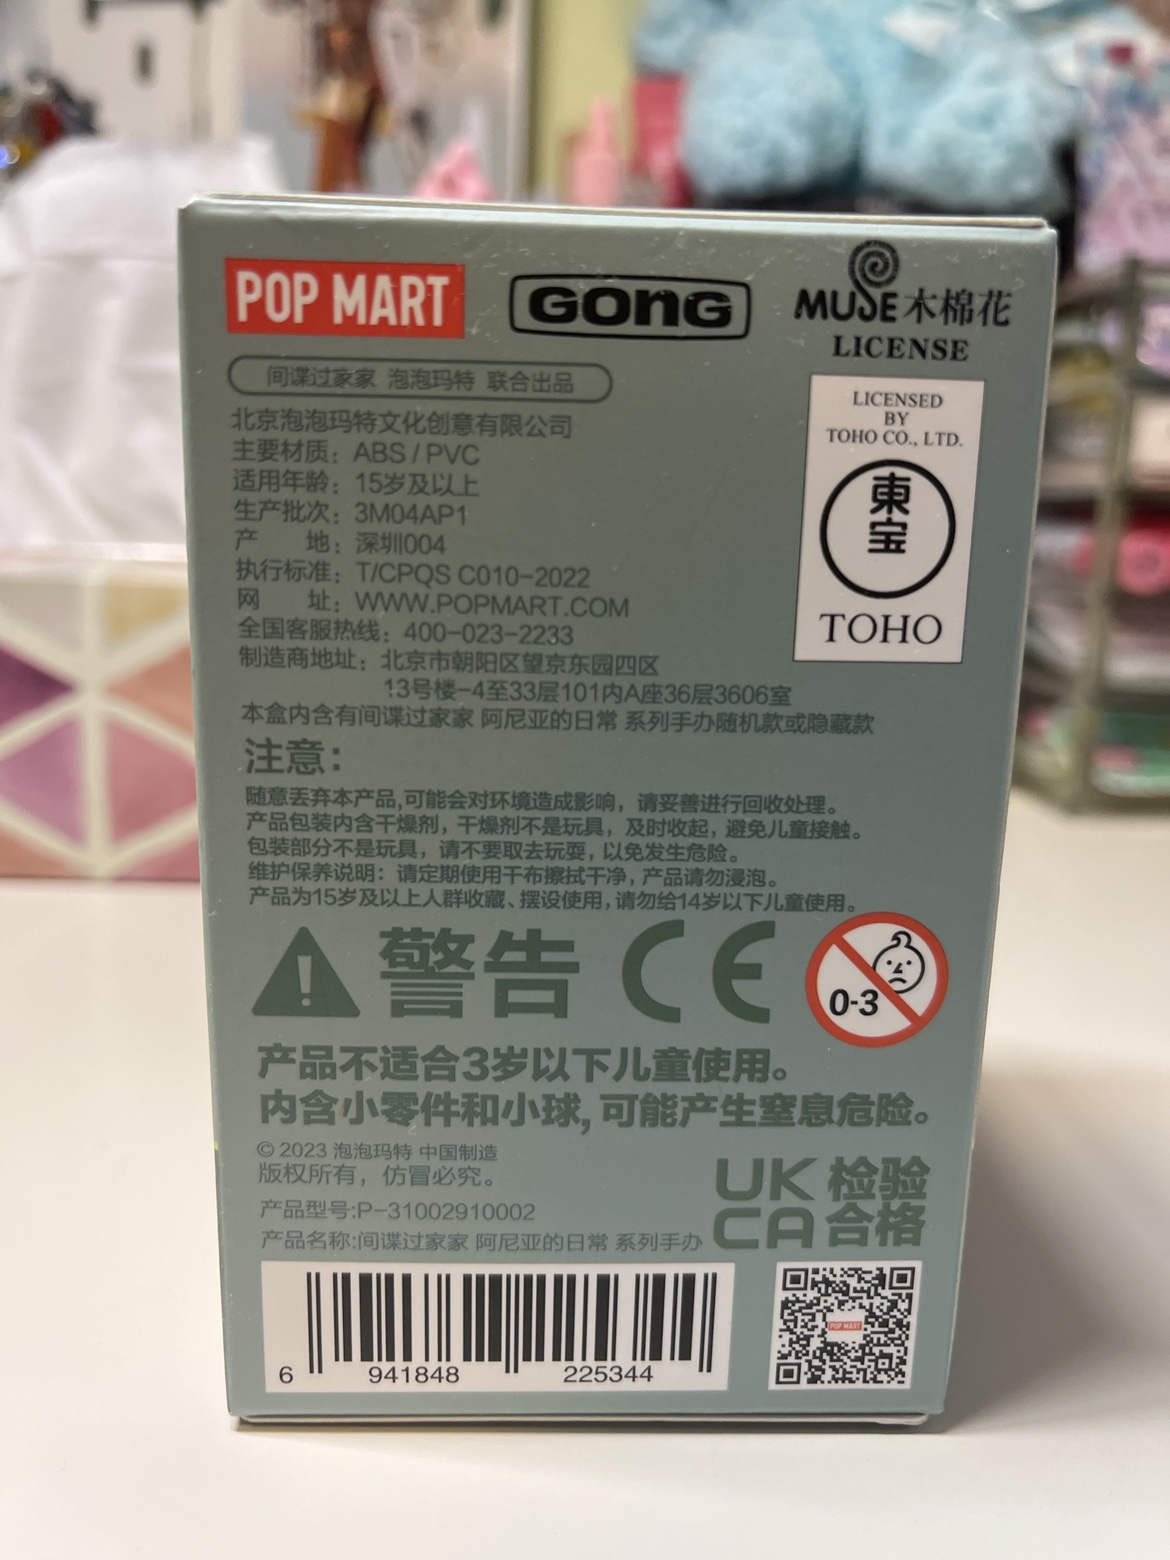 POP MART
GONG
MUSE木棉花
LICENSE
间谍过家家 泡泡玛特 联合出品
LICENSED
BY
TOHO CO., LTD.
東宝
TOHO
北京泡泡玛特文化创意有限公司
主要材质：ABS / PVC
适用年龄：15岁及以上
生产批次：3M04AP1
产 地：深圳004
执行标准：T/CPQS C010-2022
网 址：WWW.POPMART.COM
全国客服热线：400-023-2233
制造商地址：北京市朝阳区望京东园四区
13号楼-4至33层101内A座36层3606室
本盒内含有间谍过家家 阿尼亚的日常 系列手办随机款或隐藏款
注意：
随意丢弃本产品,可能会对环境造成影响，请妥善进行回收处理。
产品包装内含干燥剂，干燥剂不是玩具，及时收起，避免儿童接触。
包装部分不是玩具，请不要取去玩耍，以免发生危险。
维护保养说明：请定期使用干布擦拭干净，产品请勿浸泡。
产品为15岁及以上人群收藏、摆设使用，请勿给14岁以下儿童使用。
警告 CE
0-3
产品不适合3岁以下儿童使用。
内含小零件和小球，可能产生窒息危险。
© 2023 泡泡玛特 中国制造
版权所有，仿冒必究。
产品型号:P-31002910002
产品名称:间谍过家家 阿尼亚的日常 系列手办
UK
CA
检验
合格
6 941848 225344
POP MART